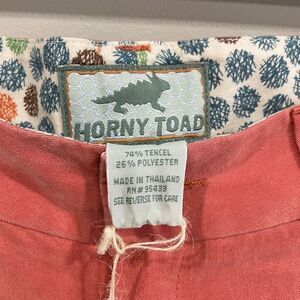 HORNY TOAD
74% TENCEL
26% POLYESTER
MADE IN THAILAND
RN# 95433
SEE REVERSE FOR CARE